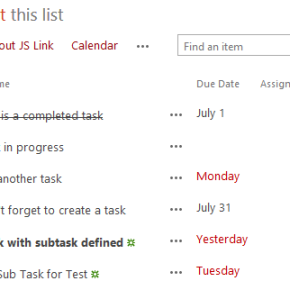 t this list
out JS Link Calendar ... Find an item
me Due Date Assign
is a completed task ... July 1
in progress ...
another task ... Monday
t forget to create a task ... July 31
k with subtask defined ... Yesterday
Sub Task for Test ... Tuesday